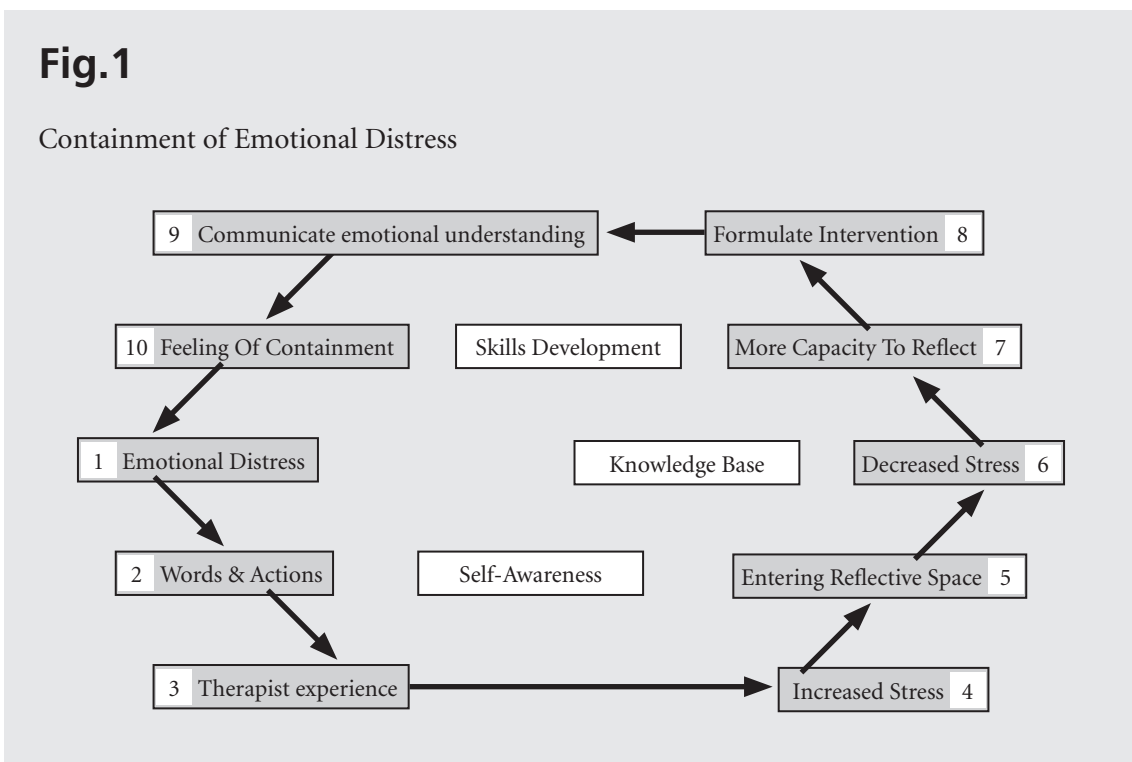 Fig.1
Containment of Emotional Distress
9 Communicate emotional understanding
Formulate Intervention 8
10 Feeling Of Containment
Skills Development
More Capacity To Reflect 7
1 Emotional Distress
Knowledge Base
Decreased Stress 6
2 Words & Actions
Self-Awareness
Entering Reflective Space 5
3 Therapist experience
Increased Stress 4